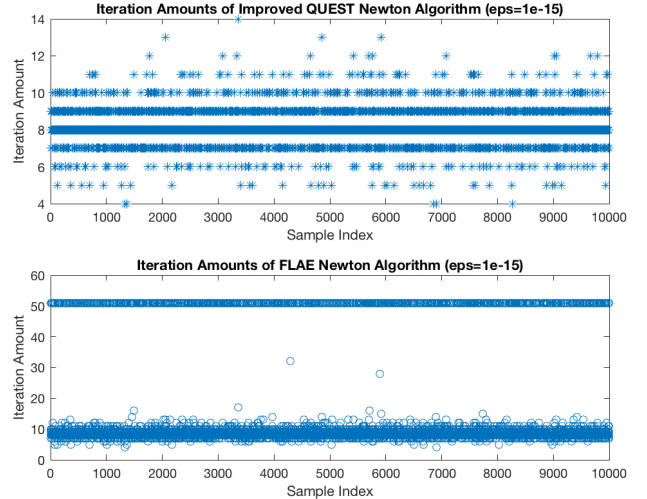 Iteration Amounts of Improved QUEST Newton Algorithm (eps=1e-15)
14
12
10
8
6
4
Iteration Amount
0 1000 2000 3000 4000 5000 6000 7000 8000 9000 10000
Sample Index
Iteration Amounts of FLAE Newton Algorithm (eps=1e-15)
60
50
40
30
20
10
0
Iteration Amount
0 1000 2000 3000 4000 5000 6000 7000 8000 9000 10000
Sample Index